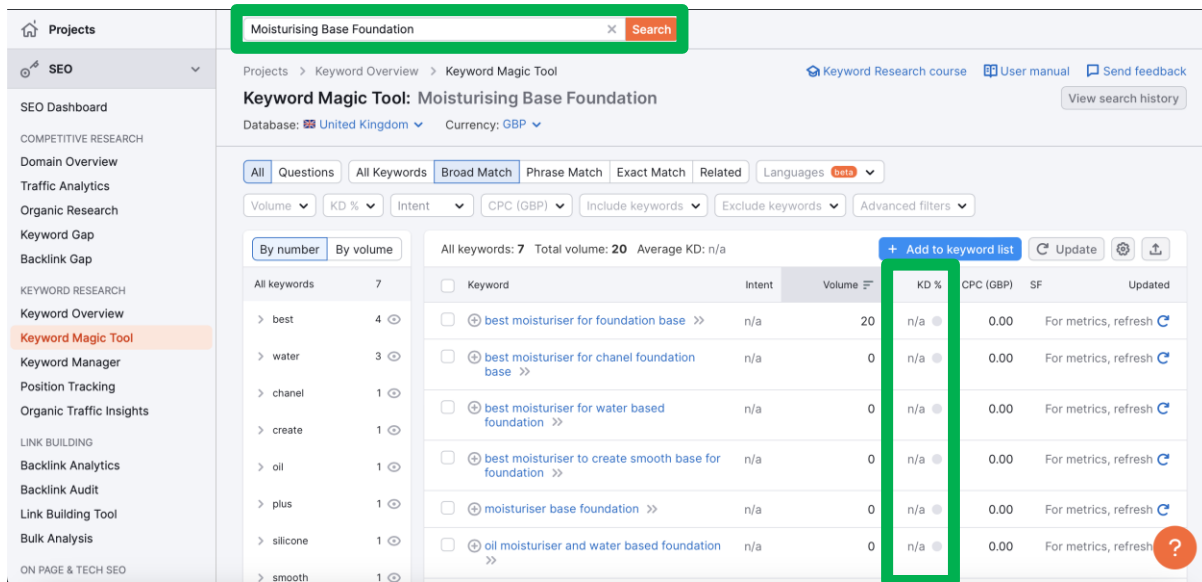 Projects
SEO
SEO Dashboard
COMPETITIVE RESEARCH
Domain Overview
Traffic Analytics
Organic Research
Keyword Gap
Backlink Gap
KEYWORD RESEARCH
Keyword Overview
Keyword Magic Tool
Keyword Manager
Position Tracking
Organic Traffic Insights
LINK BUILDING
Backlink Analytics
Backlink Audit
Link Building Tool
Bulk Analysis
ON PAGE & TECH SEO
Moisturising Base Foundation × Search
Projects > Keyword Overview > Keyword Magic Tool
Keyword Research course User manual Send feedback
Keyword Magic Tool: Moisturising Base Foundation
View search history
Database: United Kingdom Currency: GBP
All Questions All Keywords Broad Match Phrase Match Exact Match Related Languages beta
Volume KD % Intent CPC (GBP) Include keywords Exclude keywords Advanced filters
By number By volume
All keywords 7
best 4
water 3
chanel 1
create 1
oil 1
plus 1
silicone 1
smooth 1
All keywords: 7 Total volume: 20 Average KD: n/a
+ Add to keyword list Update
Keyword Intent Volume KD % CPC (GBP) SF Updated
best moisturiser for foundation base n/a 20 n/a 0.00 For metrics, refresh
best moisturiser for chanel foundation n/a 0 n/a 0.00 For metrics, refresh
base
best moisturiser for water based n/a 0 n/a 0.00 For metrics, refresh
foundation
best moisturiser to create smooth base for n/a 0 n/a 0.00 For metrics, refresh
foundation
moisturiser base foundation n/a 0 n/a 0.00 For metrics, refresh
oil moisturiser and water based foundation n/a 0 n/a 0.00 For metrics, refresh
?